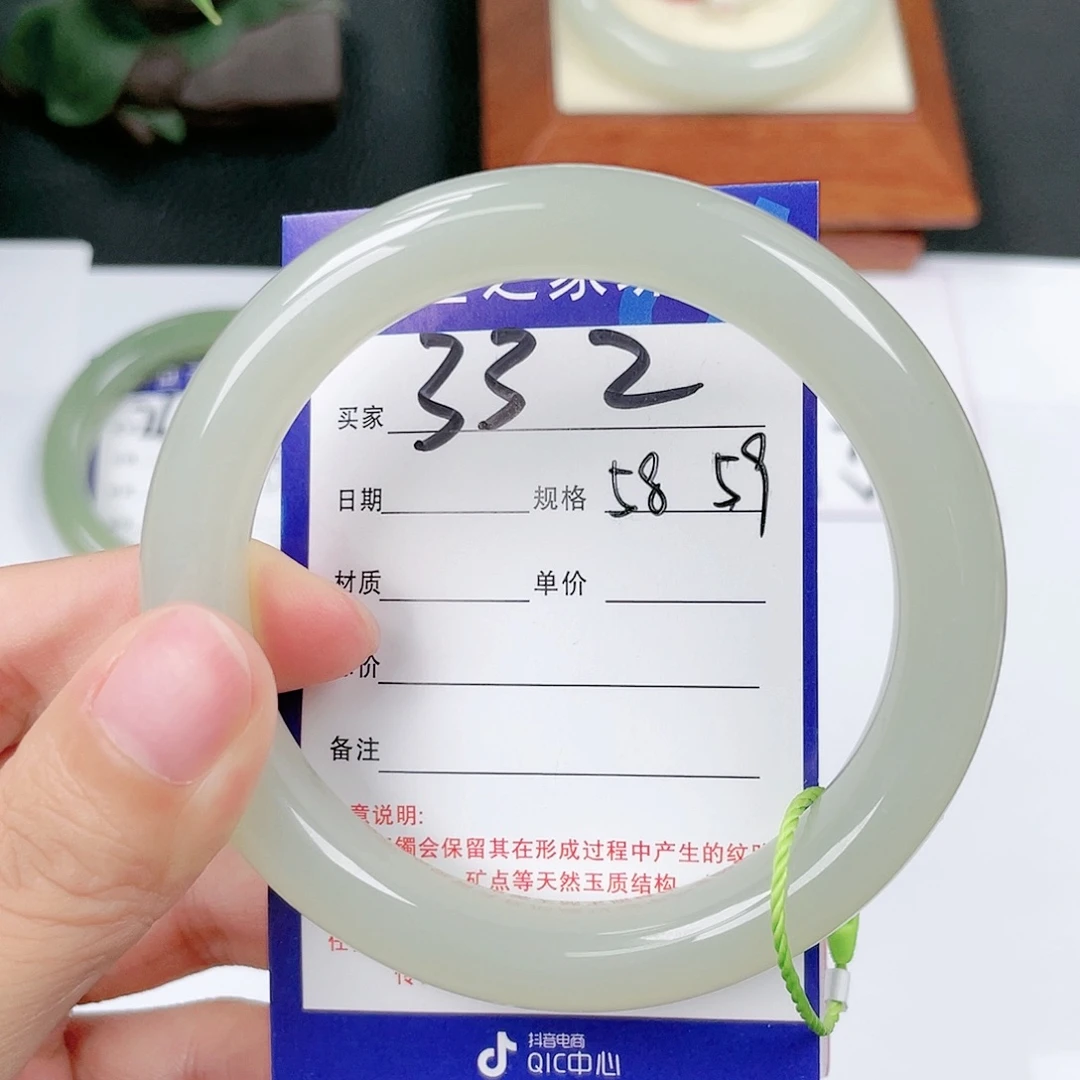 买家 33 2
日期 规格 58 59
材质 单价
价
备注
意说明:
镯会保留其在形成过程中产生的纹
矿点等天然玉质结构
抖音电商
QIC中心